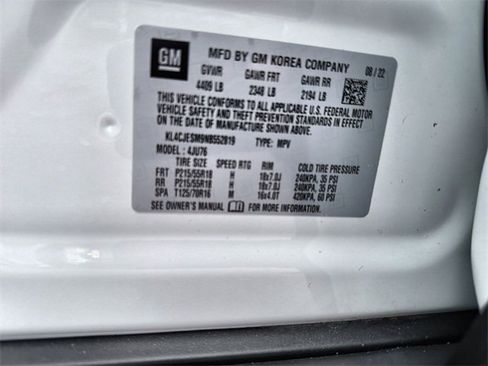 GM
MFD BY GM KOREA COMPANY 08 / 22
GVWR GAWR FRT GAWR RR
4409 LB 2348 LB 2194 LB
THIS VEHICLE CONFORMS TO ALL APPLICABLE U.S. FEDERAL MOTOR
VEHICLE SAFETY, BUMPER, AND THEFT PREVENTION STANDARDS IN EFFECT
ON THE DATE OF MANUFACTURE SHOWN ABOVE.
KL4CJESM9NB552819 TYPE: MPV
MODEL: 4JU76
TIRE SIZE SPEED RTG RIM COLD TIRE PRESSURE
FRT P215/55R18 H 18x7.0J 240KPA, 35 PSI
RR P215/55R18 H 18x7.0J 240KPA, 35 PSI
SPA T125/70R16 M 16x4.0T 420KPA, 60 PSI
SEE OWNER'S MANUAL FOR MORE INFORMATION.